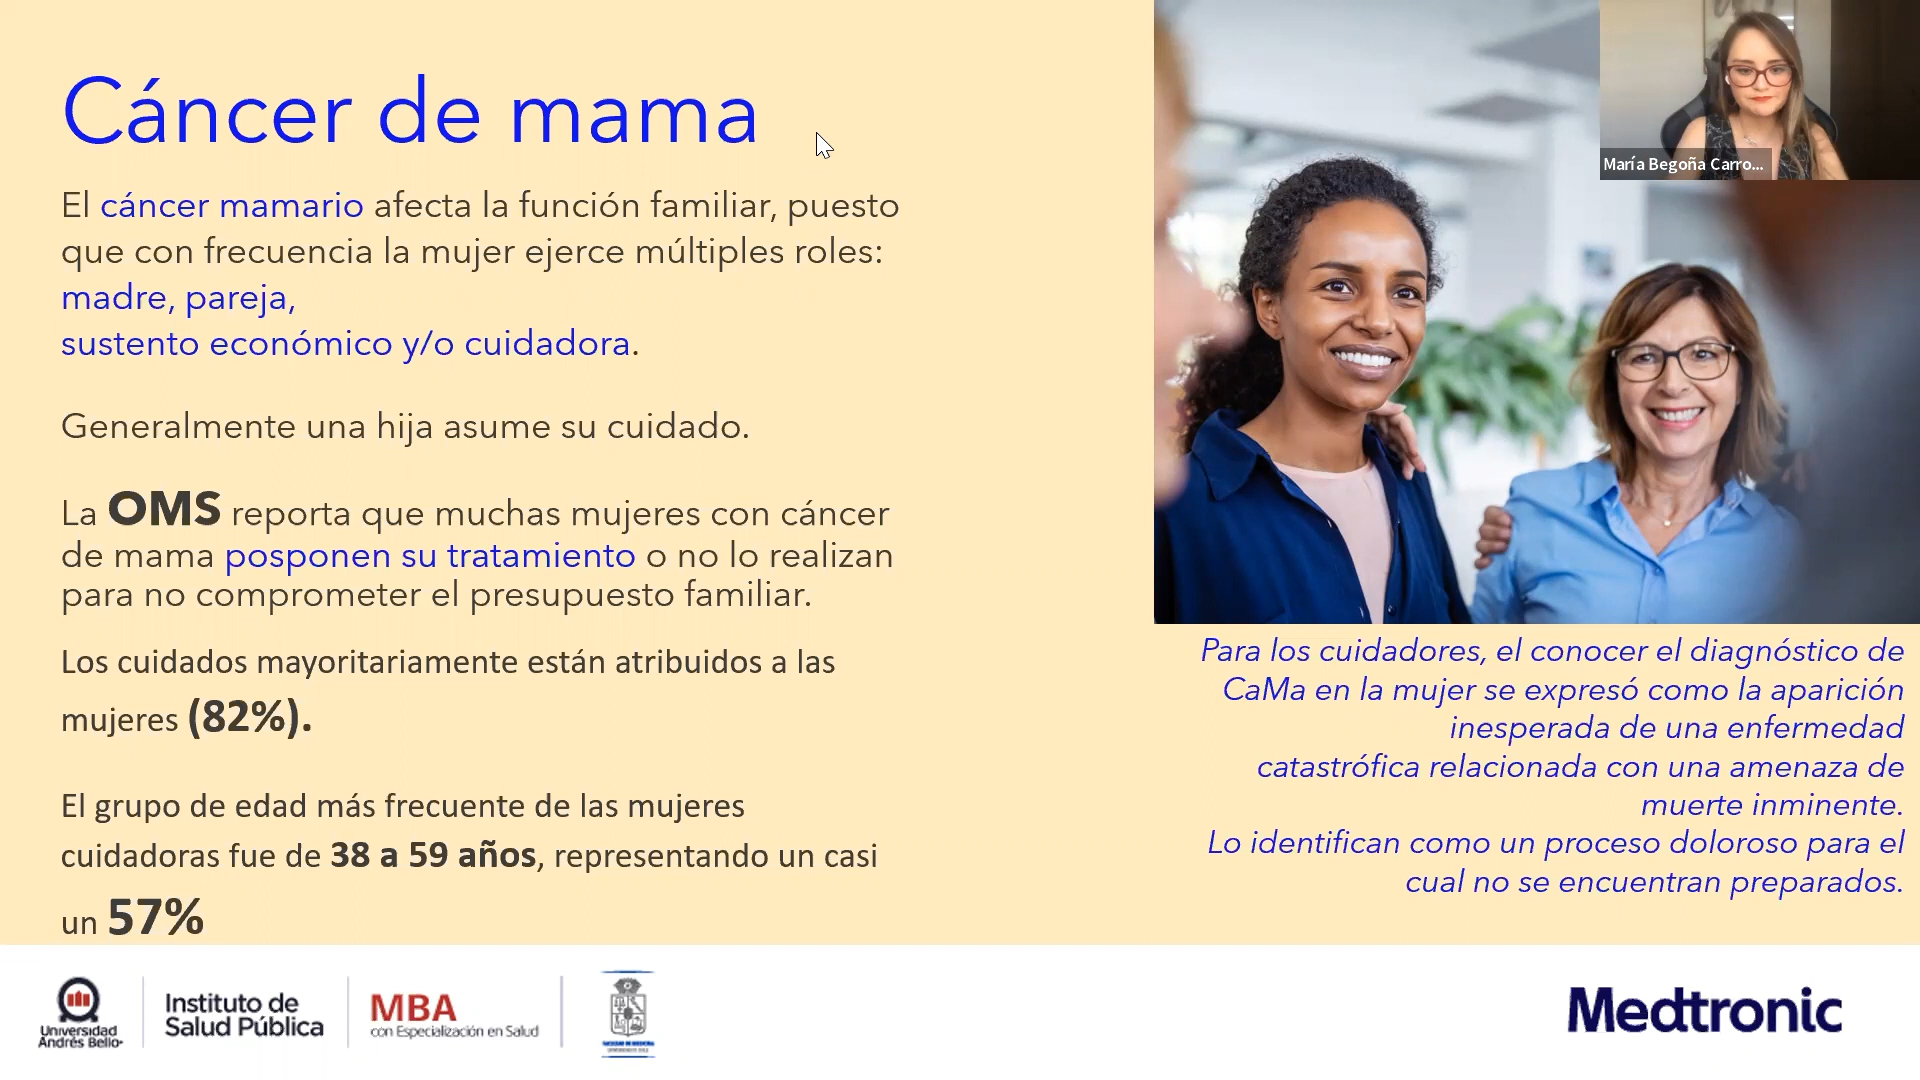 Cáncer de mama
El cáncer mamario afecta la función familiar, puesto
que con frecuencia la mujer ejerce múltiples roles:
madre, pareja,
sustento económico y/o cuidadora.
Generalmente una hija asume su cuidado.
La OMS reporta que muchas mujeres con cáncer
de mama posponen su tratamiento o no lo realizan
para no comprometer el presupuesto familiar.
Los cuidados mayoritariamente están atribuidos a las
mujeres (82%).
El grupo de edad más frecuente de las mujeres
cuidadoras fue de 38 a 59 años, representando un casi
un 57%
María Begoña Carro...
Para los cuidadores, el conocer el diagnóstico de
CaMa en la mujer se expresó como la aparición
inesperada de una enfermedad
catastrófica relacionada con una amenaza de
muerte inminente.
Lo identifican como un proceso doloroso para el
cual no se encuentran preparados.
Universidad
Andrés Bello
Instituto de
Salud Pública
MBA
con Especialización en Salud
FACULTAD DE MEDICINA
Medtronic